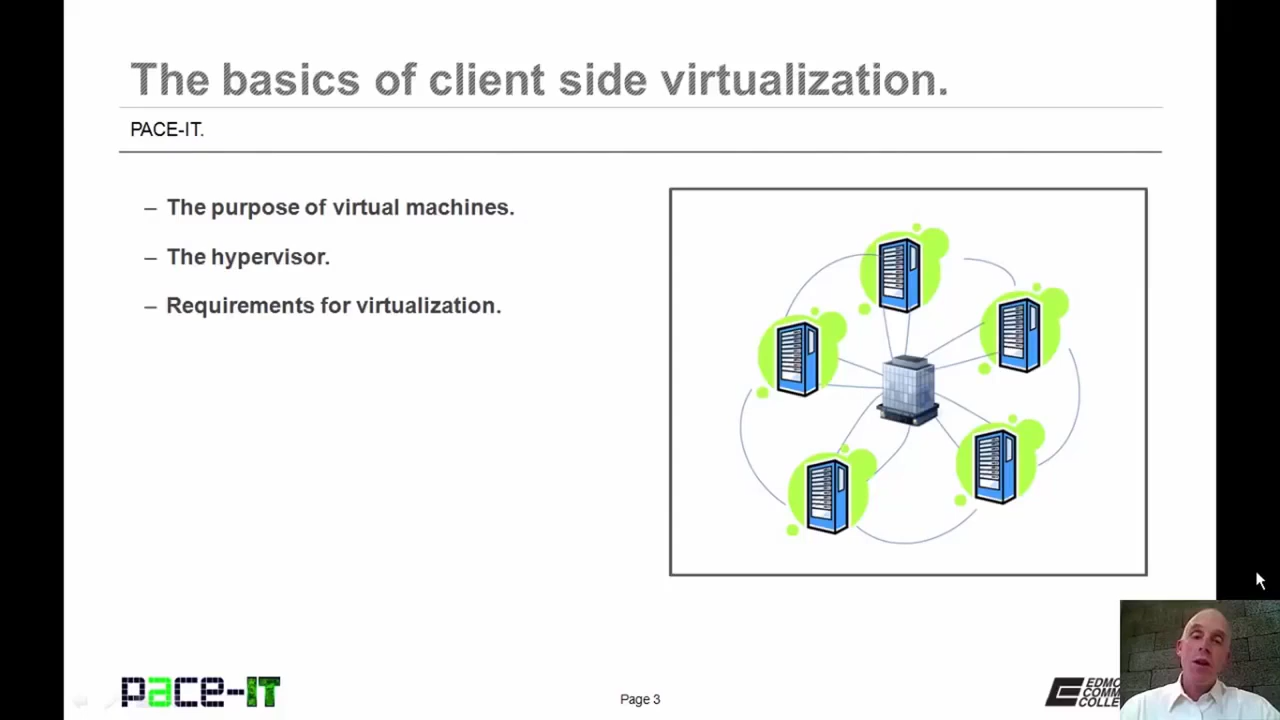 The basics of client side virtualization.
PACE-IT.
– The purpose of virtual machines.
– The hypervisor.
– Requirements for virtualization.
pace-IT
Page 3